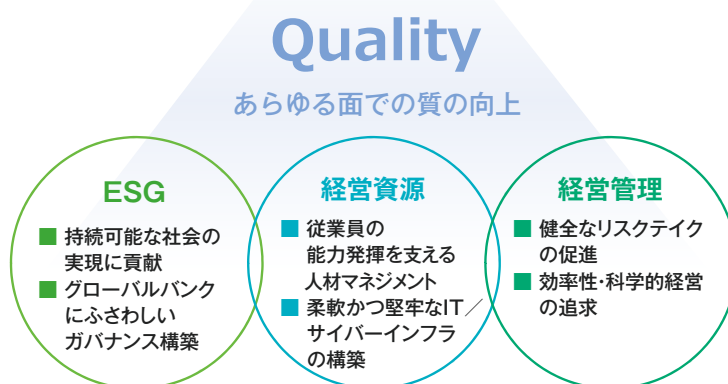 Quality
あらゆる面での質の向上
ESG
■ 持続可能な社会の
実現に貢献
■ グローバルバンク
にふさわしい
ガバナンス構築
経営資源
■ 従業員の
能力発揮を支える
人材マネジメント
■ 柔軟かつ堅牢なIT／
サイバーインフラ
の構築
経営管理
■ 健全なリスクテイク
の促進
■ 効率性・科学的経営
の追求